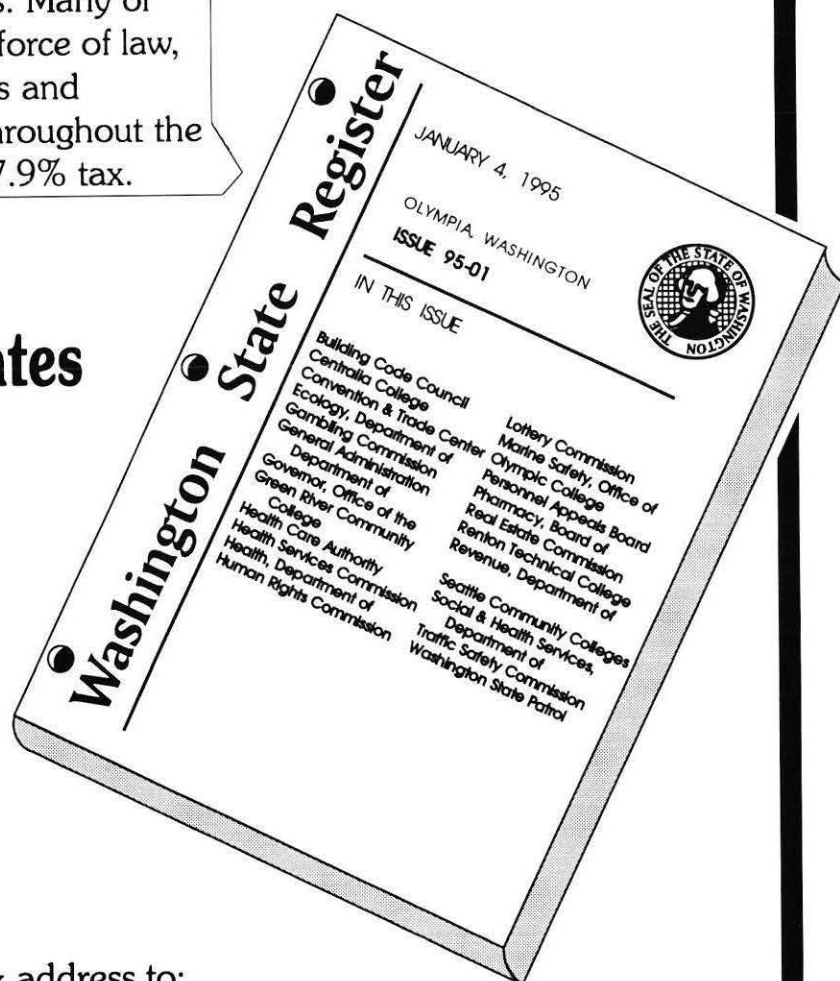 s. Many of
force of law,
s and
hroughout the
7.9% tax.
ates
Washington State Register
JANUARY 4, 1995
OLYMPIA, WASHINGTON
ISSUE 95-01
IN THIS ISSUE
THE SEAL OF THE STATE OF WASHINGTON
Building Code Council
Centralia College
Convention & Trade Center
Ecology, Department of
Gambling Commission
General Administration
Department of
Governor, Office of the
Green River Community
College
Health Care Authority
Health Services Commission
Health, Department of
Human Rights Commission
Lottery Commission
Marine Safety, Office of
Olympic College
Personnel Appeals Board
Pharmacy, Board of
Real Estate Commission
Renton Technical College
Revenue, Department of
Seattle Community Colleges
Social & Health Services,
Department of
Traffic Safety Commission
Washington State Patrol
& address to: